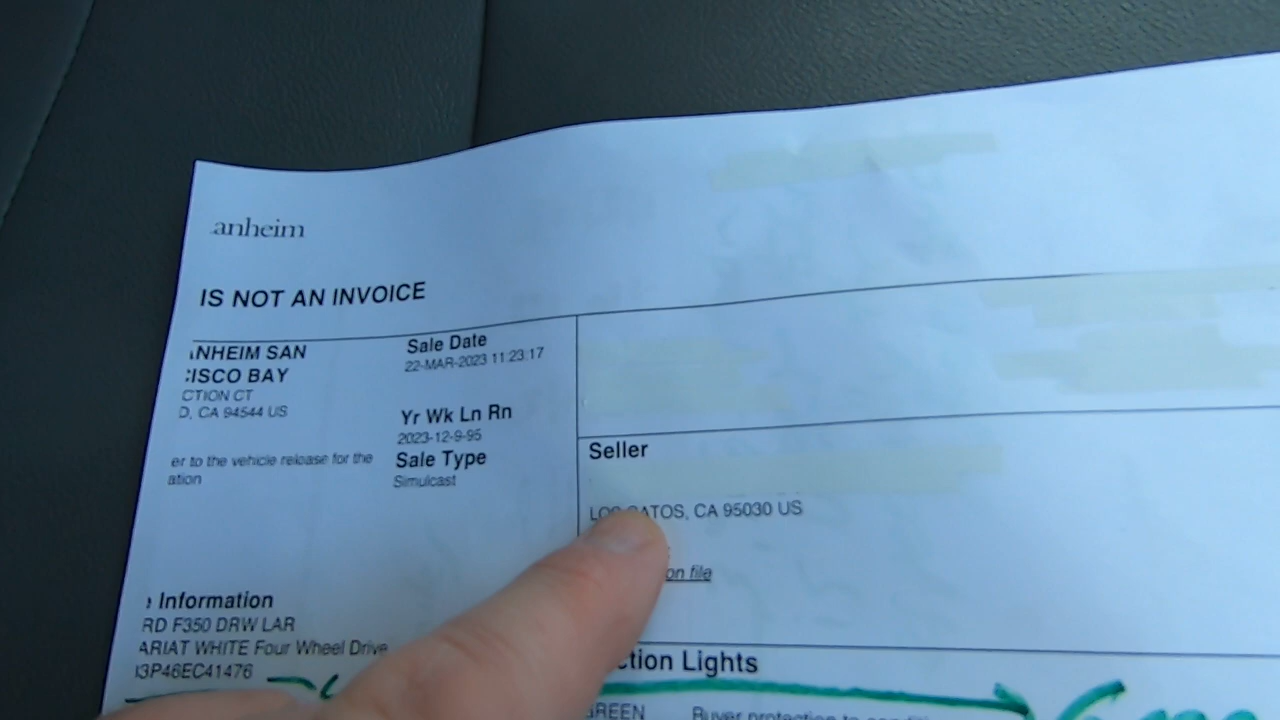 anheim
IS NOT AN INVOICE
ANHEIM SAN
CISCO BAY
CTION CT
D, CA 94544 US
er to the vehicle release for the
ation
Sale Date
22-MAR-2023 11:23:17
Yr Wk Ln Rn
2023-12-9-95
Sale Type
Simulcast
Seller
LOS GATOS, CA 95030 US
on file
e Information
RD F350 DRW LAR
ARIAT WHITE Four Wheel Drive
3P46EC41476
ction Lights
GREEN
Buyer protection to